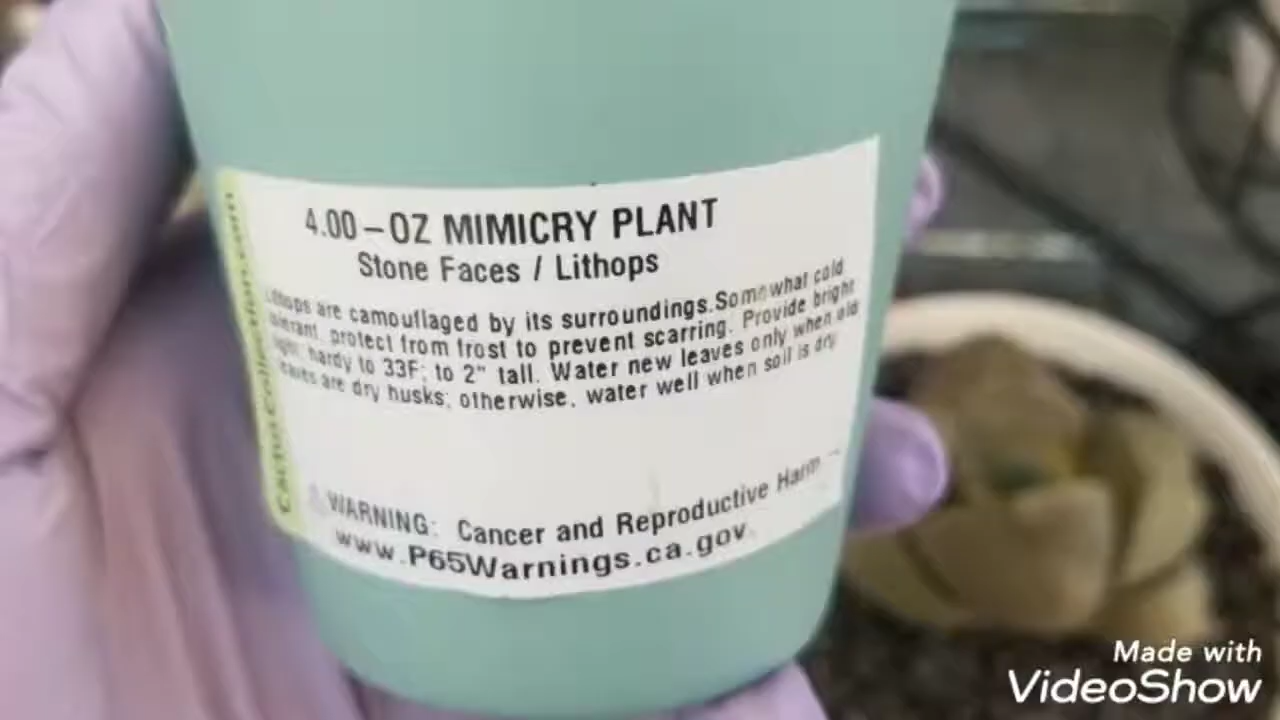 4.00-OZ MIMICRY PLANT
Stone Faces / Lithops
Lithops are camouflaged by its surroundings. Somewhat cold
tolerant, protect from frost to prevent scarring. Provide bright
light, hardy to 33F; to 2" tall. Water new leaves only when old
leaves are dry husks; otherwise, water well when soil is dry
WARNING: Cancer and Reproductive Harm -
www.P65Warnings.ca.gov.
CactusCollection.com
Made with
VideoShow